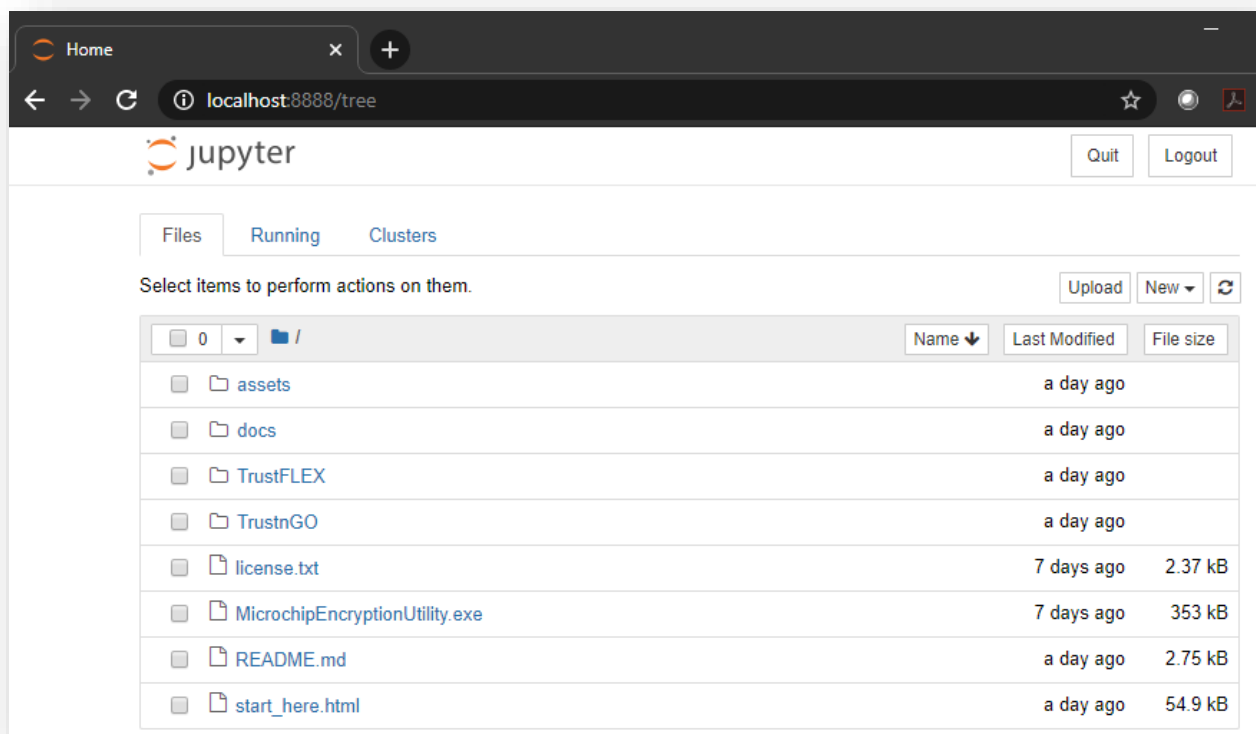 Home
localhost:8888/tree
jupyter Quit Logout
Files Running Clusters
Select items to perform actions on them. Upload New
0 / Name Last Modified File size
assets a day ago
docs a day ago
TrustFLEX a day ago
TrustnGO a day ago
license.txt 7 days ago 2.37 kB
MicrochipEncryptionUtility.exe 7 days ago 353 kB
README.md a day ago 2.75 kB
start_here.html a day ago 54.9 kB